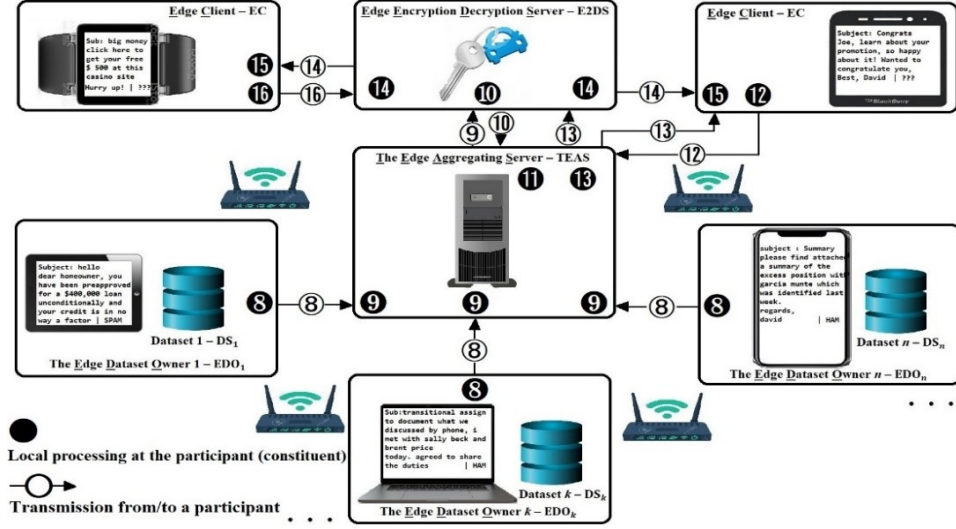 Edge Client – EC
Sub: big money
click here to
get your free
$ 500 at this
casino site
Hurry up! | ???
15
16
14
16
Edge Encryption Decryption Server – E2DS
14
10
14
14
Edge Client – EC
Subject: Congrats
Joe, learn about your
promotion, so happy
about it! Wanted to
congratulate you,
Best, David | ???
BlackBerry
15
12
9
10
13
13
12
The Edge Aggregating Server – TEAS
11
13
9
9
9
Subject: hello
dear homeowner, you
have been preapproved
for a $400,000 loan
unconditionally and
your credit is in no
way a factor | SPAM
8
8
Dataset 1 – DS1
The Edge Dataset Owner 1 – EDO1
subject : Summary
please find attached
a summary of the
excess position with
garcia munte which
was identified last
week.
regards,
david | HAM
8
8
Dataset n – DSn
The Edge Dataset Owner n – EDOn
. . .
8
8
Sub:transitional assign
to document what we
discussed by phone, i
met with sally beck and
brent price
today. agreed to share
the duties | HAM
Dataset k – DSk
The Edge Dataset Owner k – EDOk
Local processing at the participant (constituent)
Transmission from/to a participant
. . .